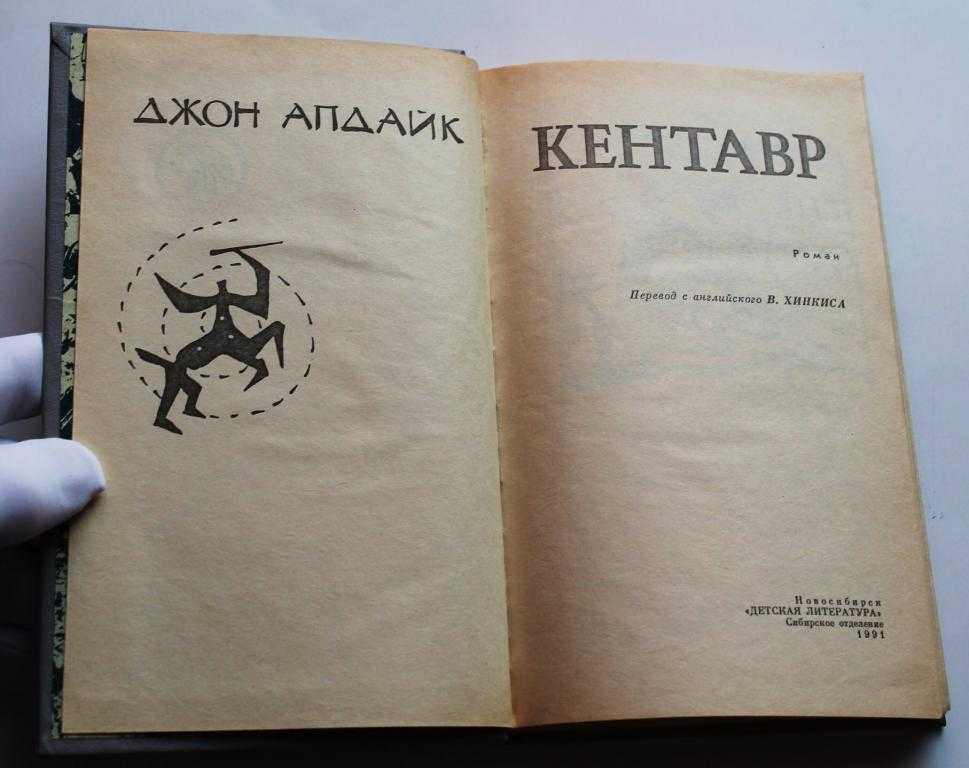 ДЖОН АПДАЙК
КЕНТАВР
Роман
Перевод с английского В. ХИНКИСА
Новосибирск
«ДЕТСКАЯ ЛИТЕРАТУРА»
Сибирское отделение
1991